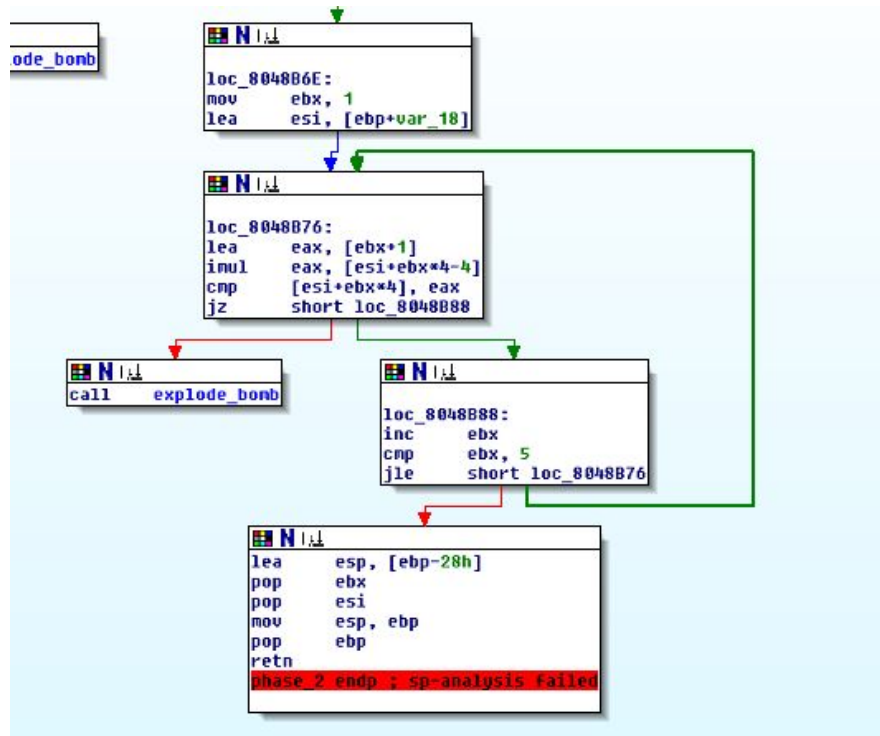 ode_bomb
N
loc_8048B6E:
mov ebx, 1
lea esi, [ebp+var_18]
N
loc_8048B76:
lea eax, [ebx+1]
imul eax, [esi+ebx*4-4]
cmp [esi+ebx*4], eax
jz short loc_8048B88
N
call explode_bomb
N
loc_8048B88:
inc ebx
cmp ebx, 5
jle short loc_8048B76
N
lea esp, [ebp-28h]
pop ebx
pop esi
mov esp, ebp
pop ebp
retn
phase_2 endp ; sp-analysis failed